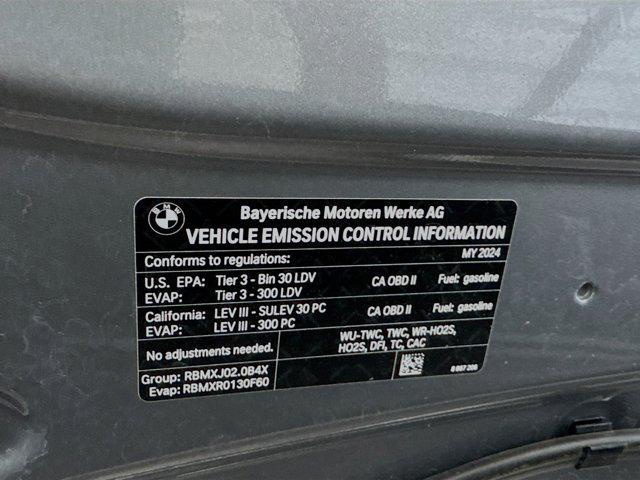 BMW
Bayerische Motoren Werke AG
VEHICLE EMISSION CONTROL INFORMATION
Conforms to regulations: MY 2024
U.S. EPA: Tier 3 - Bin 30 LDV CA OBD II Fuel: gasoline
EVAP: Tier 3 - 300 LDV
California: LEV III - SULEV 30 PC CA OBD II Fuel: gasoline
EVAP: LEV III - 300 PC
No adjustments needed. WU-TWC, TWC, WR-HO2S,
HO2S, DFI, TC, CAC
Group: RBMXJ02.0B4X
Evap: RBMXR0130F60